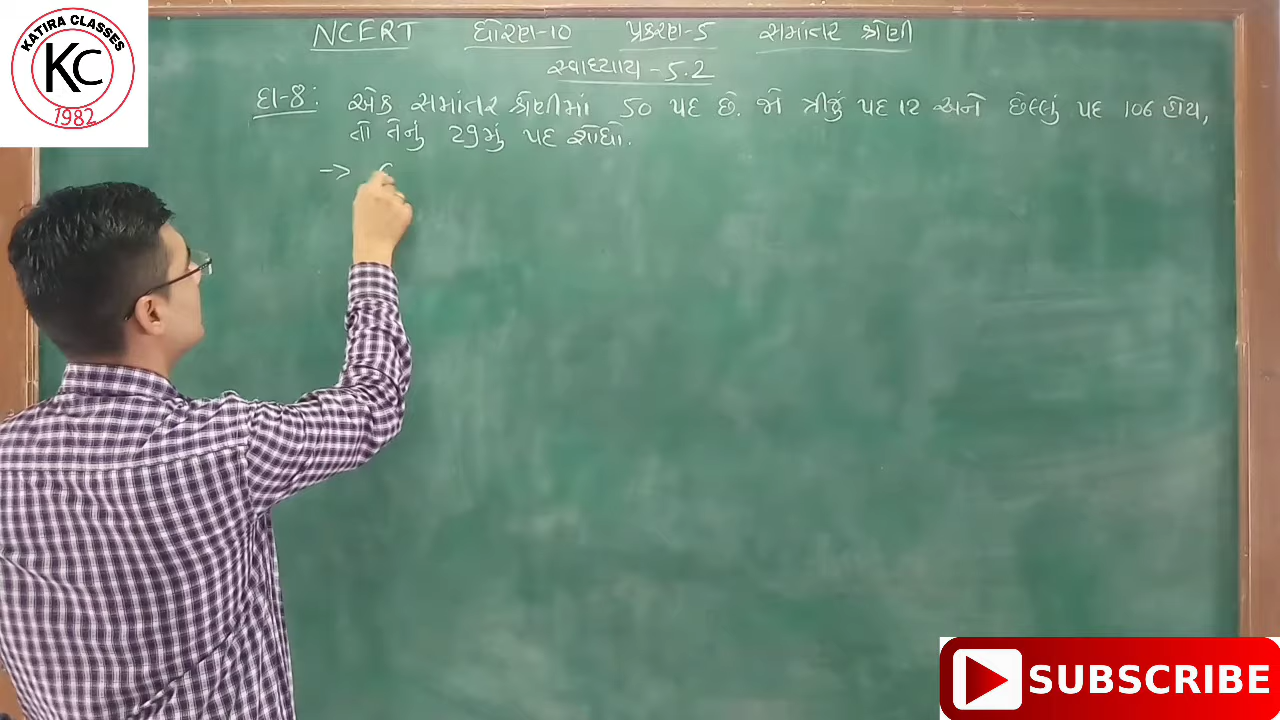 KATIRA CLASSES
KC
1982
NCERT ધોરણ-10 પ્રકરણ-5 સમાંતર શ્રેણી
સ્વાધ્યાય - 5.2
દા-8: એક સમાંતર શ્રેણીમાં 50 પદ છે. જો ત્રીજું પદ 12 અને છેલ્લું પદ 106 હોય,
તો તેનું 29મું પદ શોધો.
→
SUBSCRIBE